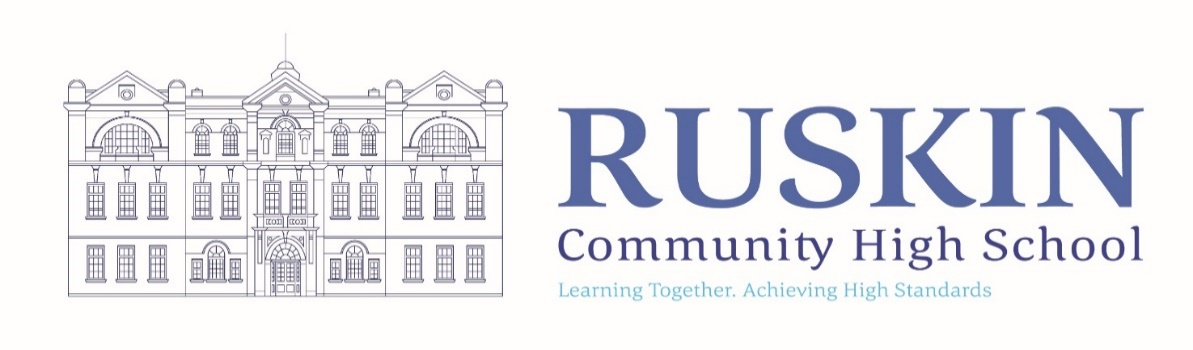 RUSKIN
Community High School
Learning Together. Achieving High Standards